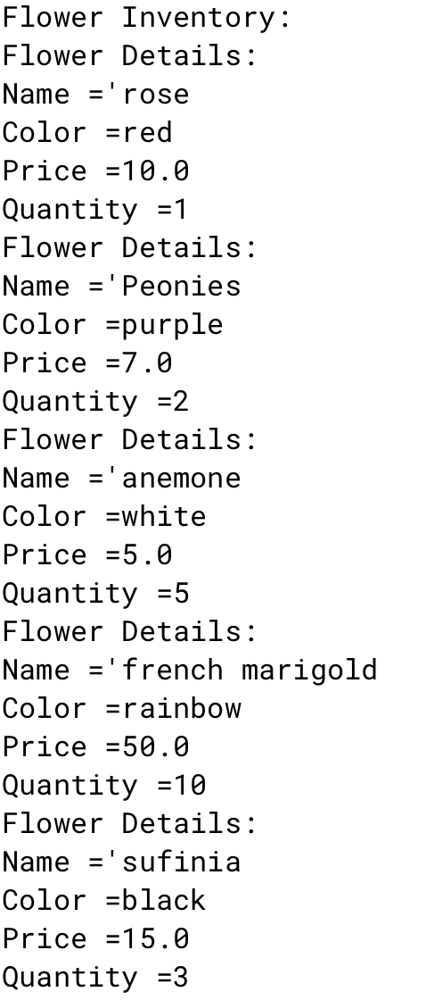 Flower Inventory:
Flower Details:
Name ='rose
Color =red
Price =10.0
Quantity =1
Flower Details:
Name ='Peonies
Color =purple
Price =7.0
Quantity =2
Flower Details:
Name ='anemone
Color =white
Price =5.0
Quantity =5
Flower Details:
Name ='french marigold
Color =rainbow
Price =50.0
Quantity =10
Flower Details:
Name ='sufinia
Color =black
Price =15.0
Quantity =3